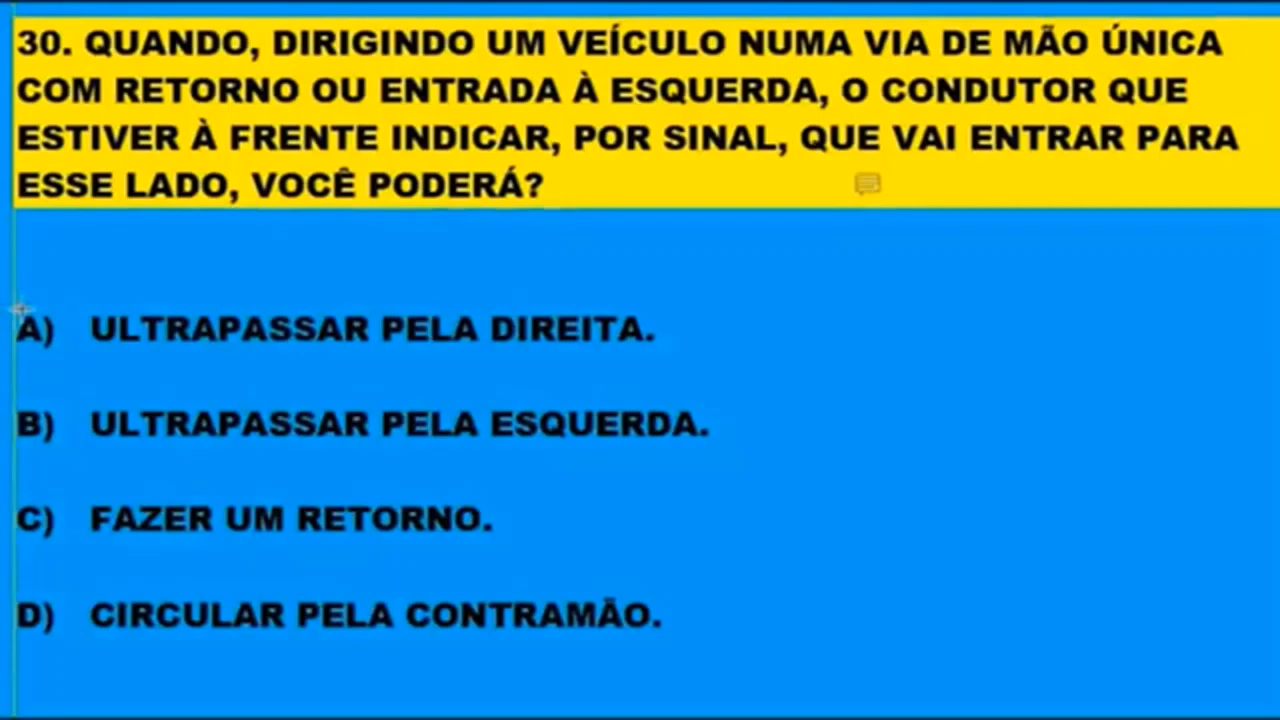 30. QUANDO, DIRIGINDO UM VEÍCULO NUMA VIA DE MÃO ÚNICA
COM RETORNO OU ENTRADA À ESQUERDA, O CONDUTOR QUE
ESTIVER À FRENTE INDICAR, POR SINAL, QUE VAI ENTRAR PARA
ESSE LADO, VOCÊ PODERÁ?
A) ULTRAPASSAR PELA DIREITA.
B) ULTRAPASSAR PELA ESQUERDA.
C) FAZER UM RETORNO.
D) CIRCULAR PELA CONTRAMÃO.